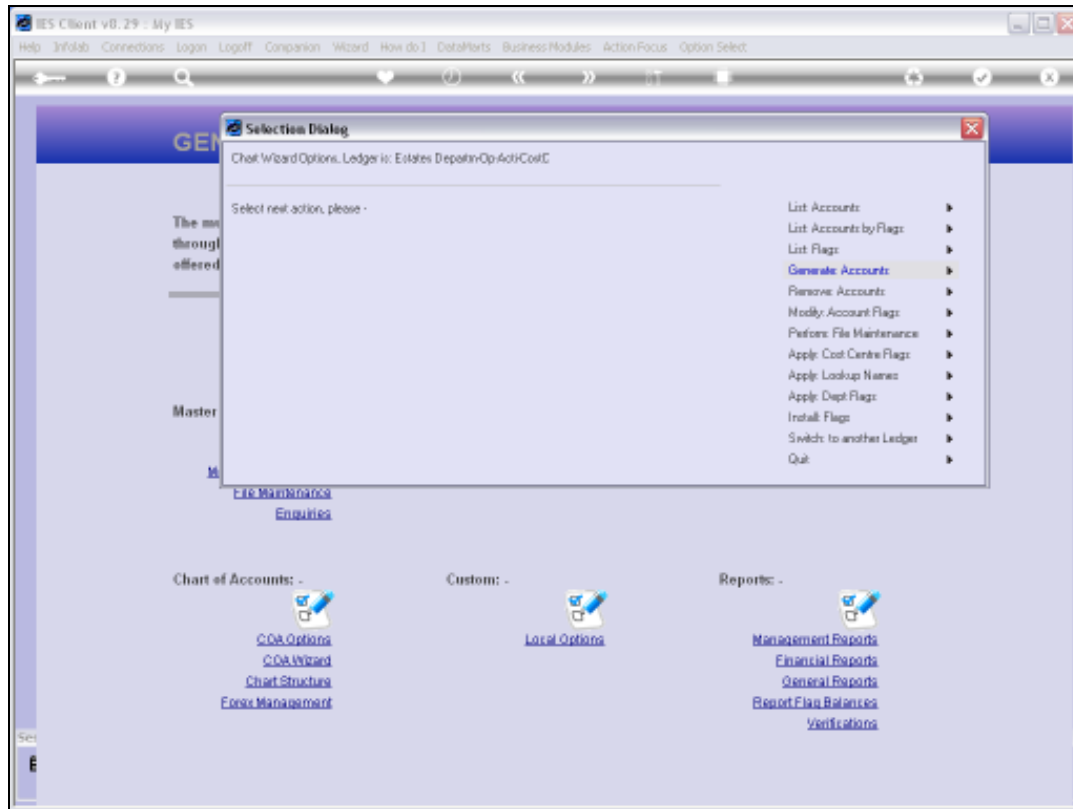 IES Client v0.29 : My IES
Help Infolab Connections Logon Logoff Companion Wizard How do I DataMarts Business Modules Action Focus Option Select
GEN
Selection Dialog
Chart Wizard Options, Ledger is: Estates Departm-Op-Acti-CostC
Select next action, please -
List Accounts
List Accounts by Flags
List Flags
Generate: Accounts
Remove: Accounts
Modify: Account Flags
Perform: File Maintenance
Apply: Cost Centre Flags
Apply: Lookup Names
Apply: Dept Flags
Install: Flags
Switch: to another Ledger
Quit
through
offered
Master
M
File Maintenance
Enquiries
Chart of Accounts: -
COA Options
COA Wizard
Chart Structure
Forex Management
Custom: -
Local Options
Reports: -
Management Reports
Financial Reports
General Reports
Report Flag Balances
Verifications
Se